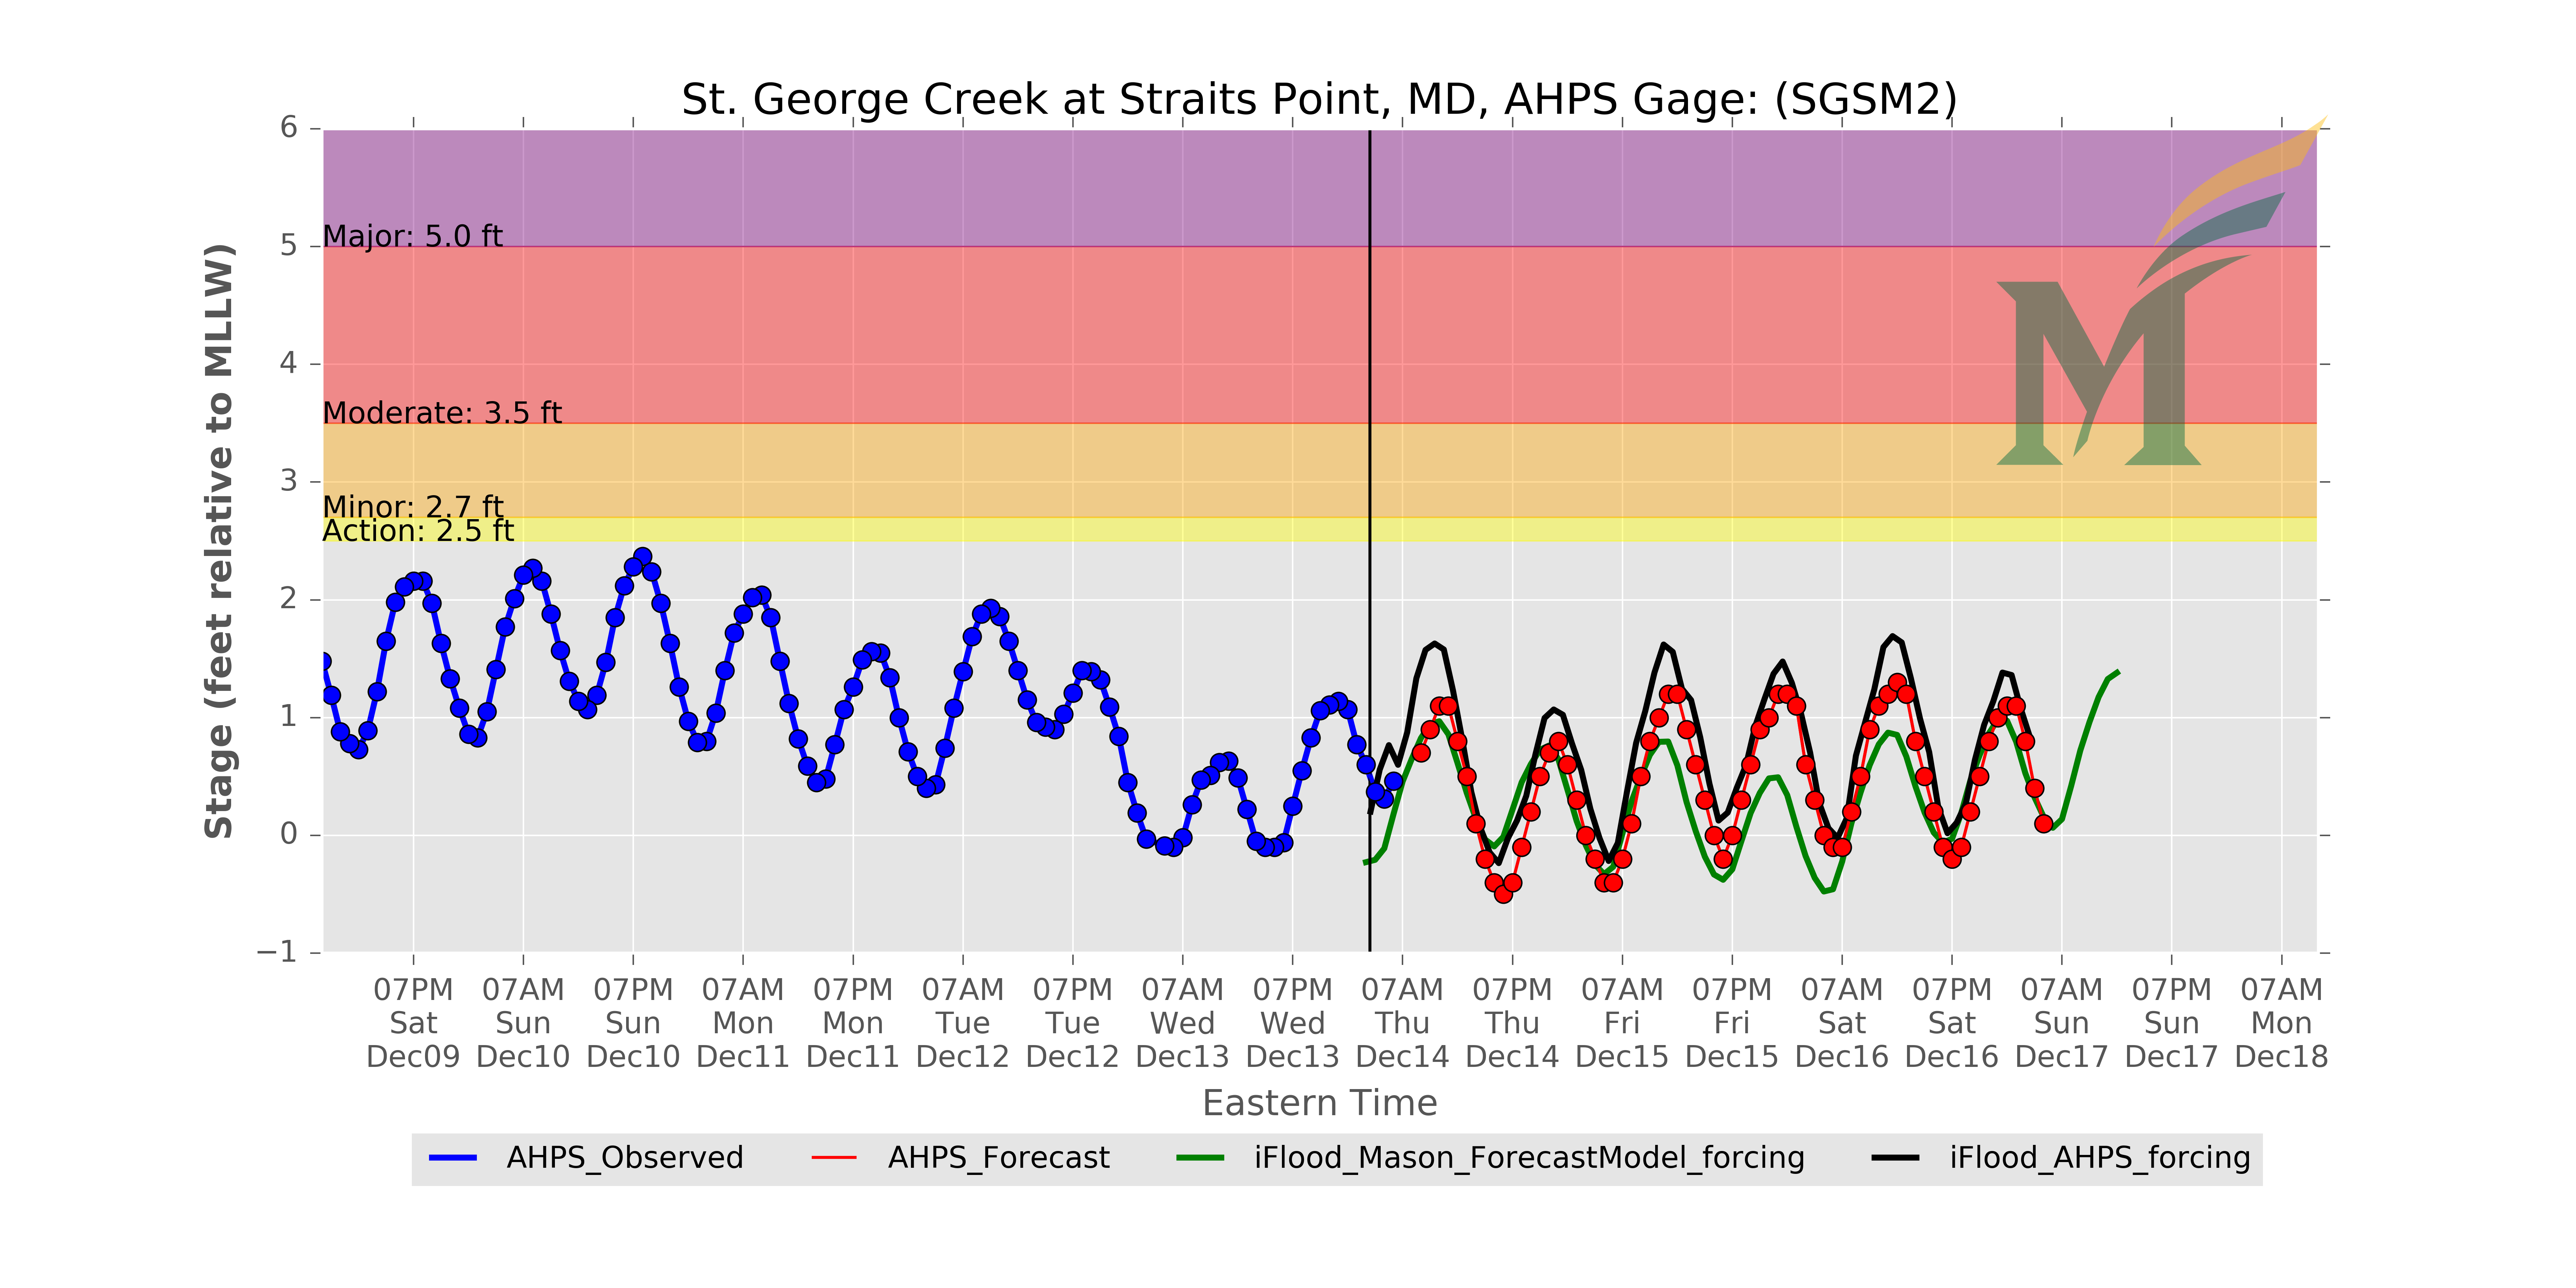 St. George Creek at Straits Point, MD, AHPS Gage: (SGSM2)
Stage (feet relative to MLLW)
6
5
4
3
2
1
0
−1
Major: 5.0 ft
Moderate: 3.5 ft
Minor: 2.7 ft
Action: 2.5 ft
M
07PM 07AM 07PM 07AM 07PM 07AM 07PM 07AM 07PM 07AM 07PM 07AM 07PM 07AM 07PM 07AM 07PM 07AM
Sat Sun Sun Mon Mon Tue Tue Wed Wed Thu Thu Fri Fri Sat Sat Sun Sun Mon
Dec09 Dec10 Dec10 Dec11 Dec11 Dec12 Dec12 Dec13 Dec13 Dec14 Dec14 Dec15 Dec15 Dec16 Dec16 Dec17 Dec17 Dec18
Eastern Time
AHPS_Observed AHPS_Forecast iFlood_Mason_ForecastModel_forcing iFlood_AHPS_forcing